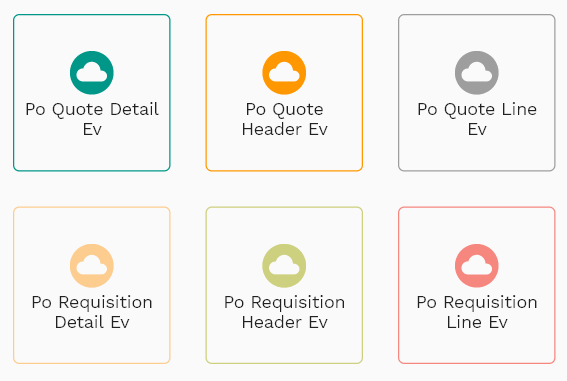 Po Quote Detail
Ev
Po Quote
Header Ev
Po Quote Line
Ev
Po Requisition
Detail Ev
Po Requisition
Header Ev
Po Requisition
Line Ev